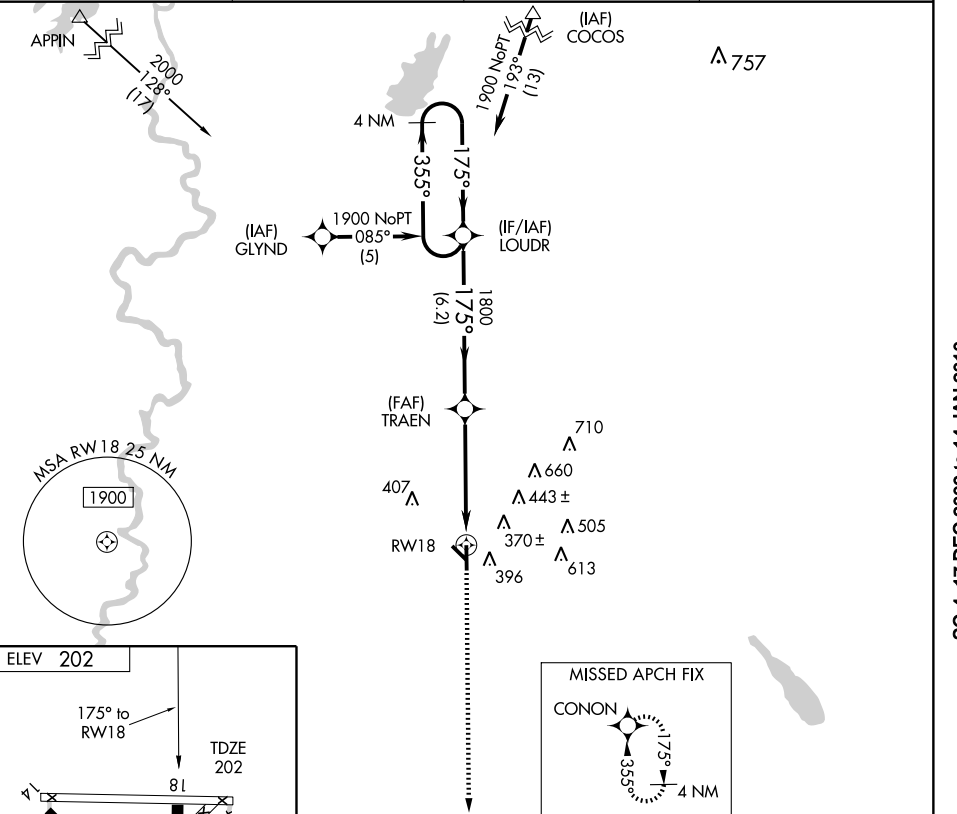 APPIN
2000
128°
(17)
(IAF)
COCOS
1900 NoPT
193°
(13)
757
4 NM
355°
175°
(IAF)
GLYND
1900 NoPT
085°
(5)
(IF/IAF)
LOUDR
1800
175°
(6.2)
(FAF)
TRAEN
710
660
407
443 ±
505
370 ±
RW18
396
613
MSA RW18 25 NM
1900
ELEV 202
175° to
RW18
TDZE
202
14
18
MISSED APCH FIX
CONON
175°
355°
4 NM